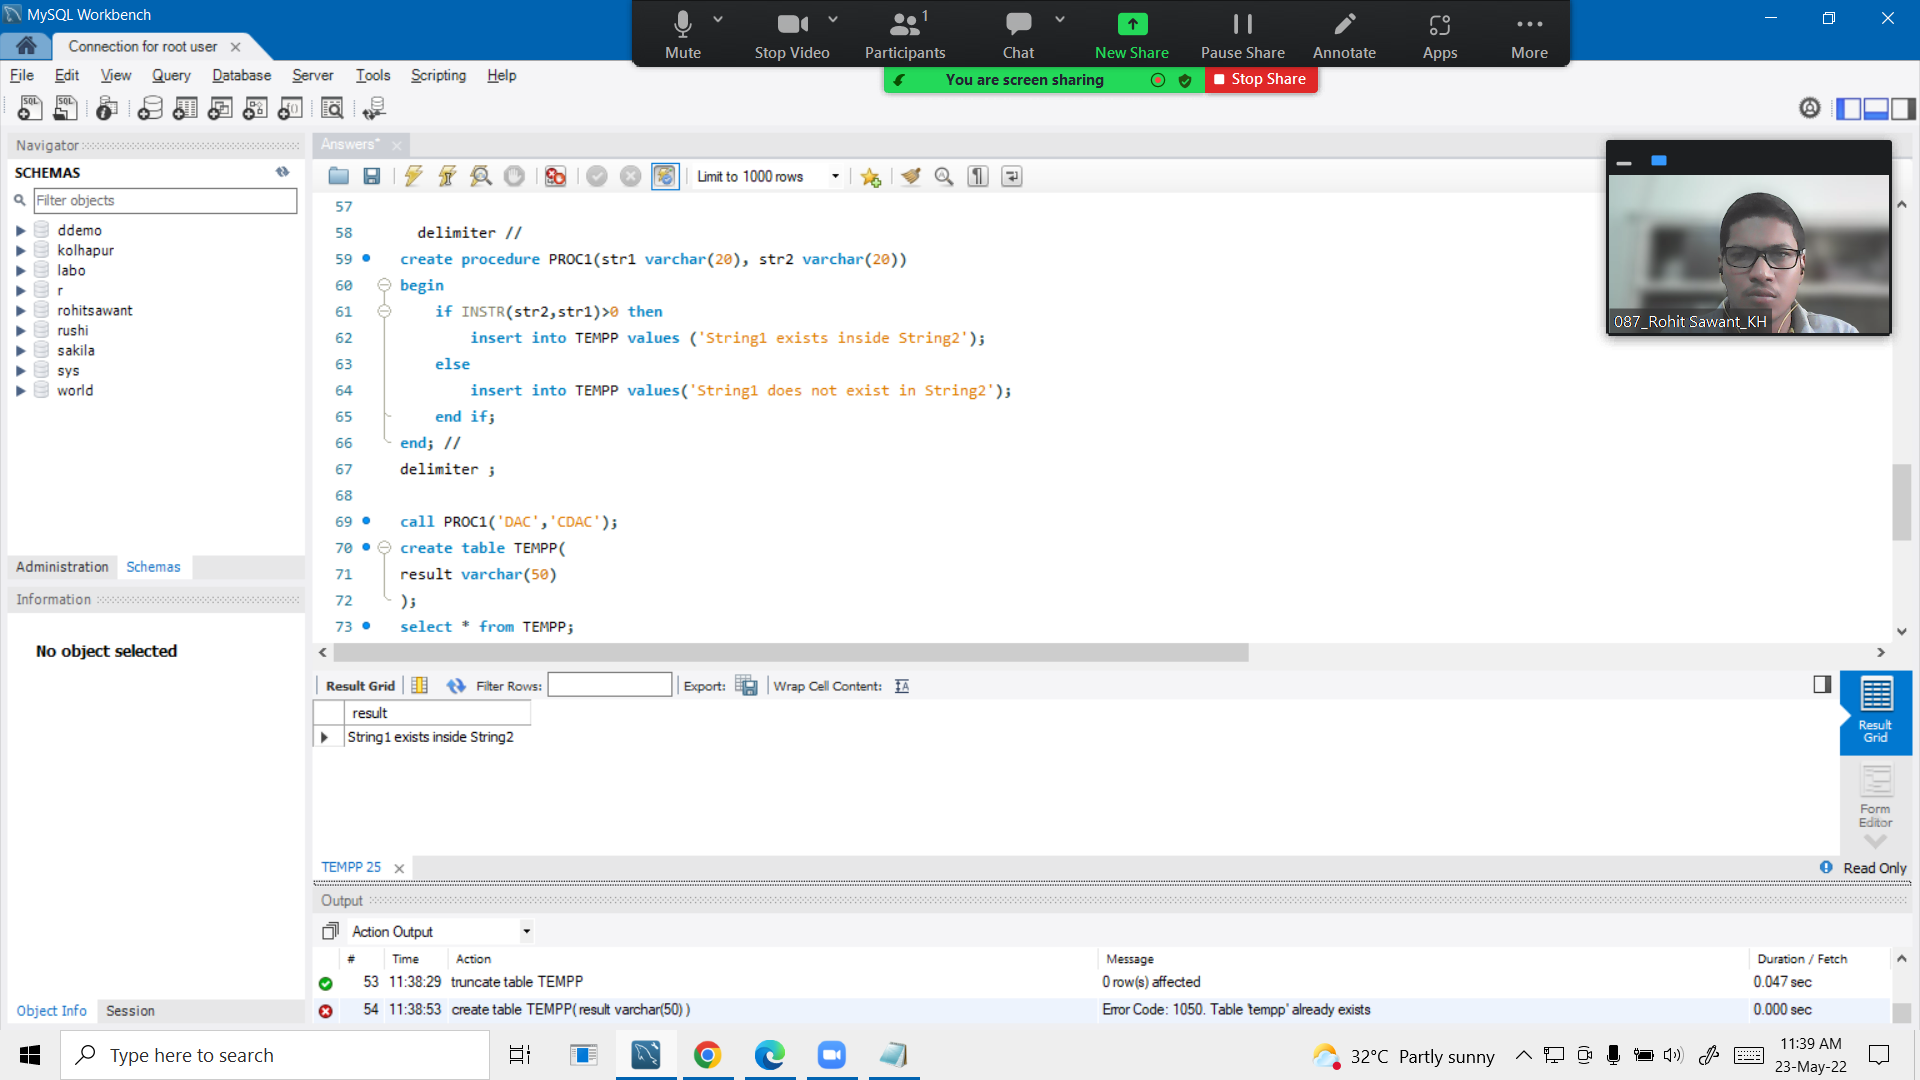 MySQL Workbench
Connection for root user
File Edit View Query Database Server Tools Scripting Help
Mute Stop Video Participants 1 Chat New Share Pause Share Annotate Apps More
You are screen sharing Stop Share
Navigator
SCHEMAS
Filter objects
ddemo
kolhapur
labo
r
rohitsawant
rushi
sakila
sys
world
Administration Schemas
Information
No object selected
Object Info Session
Answers*
Limit to 1000 rows
087_Rohit Sawant_KH
57
58 delimiter //
59 create procedure PROC1(str1 varchar(20), str2 varchar(20))
60 begin
61 if INSTR(str2,str1)>0 then
62 insert into TEMPP values ('String1 exists inside String2');
63 else
64 insert into TEMPP values('String1 does not exist in String2');
65 end if;
66 end; //
67 delimiter ;
68
69 call PROC1('DAC','CDAC');
70 create table TEMPP(
71 result varchar(50)
72 );
73 select * from TEMPP;
Result Grid Filter Rows: Export: Wrap Cell Content:
result
String1 exists inside String2
Result Grid
Form Editor
TEMPP 25 Read Only
Output
Action Output
# Time Action Message Duration / Fetch
53 11:38:29 truncate table TEMPP 0 row(s) affected 0.047 sec
54 11:38:53 create table TEMPP( result varchar(50) ) Error Code: 1050. Table 'tempp' already exists 0.000 sec
Type here to search
32°C Partly sunny
11:39 AM
23-May-22